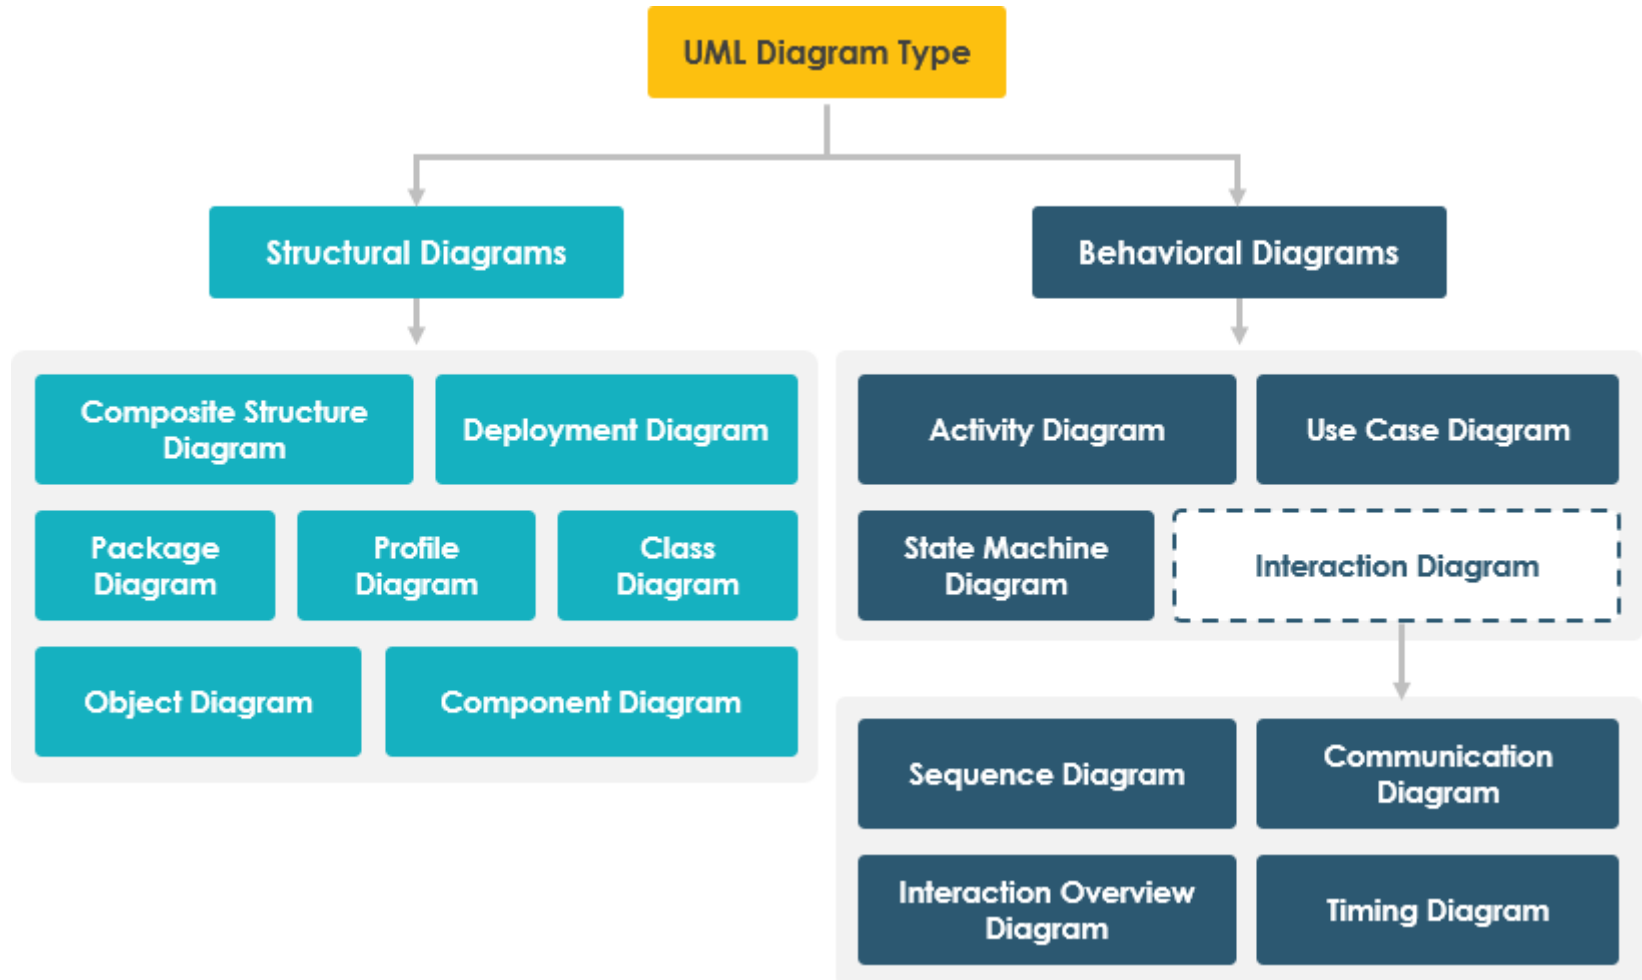 UML Diagram Type
Structural Diagrams
Behavioral Diagrams
Composite Structure
Diagram
Deployment Diagram
Package
Diagram
Profile
Diagram
Class
Diagram
Object Diagram
Component Diagram
Activity Diagram
Use Case Diagram
State Machine
Diagram
Interaction Diagram
Sequence Diagram
Communication
Diagram
Interaction Overview
Diagram
Timing Diagram